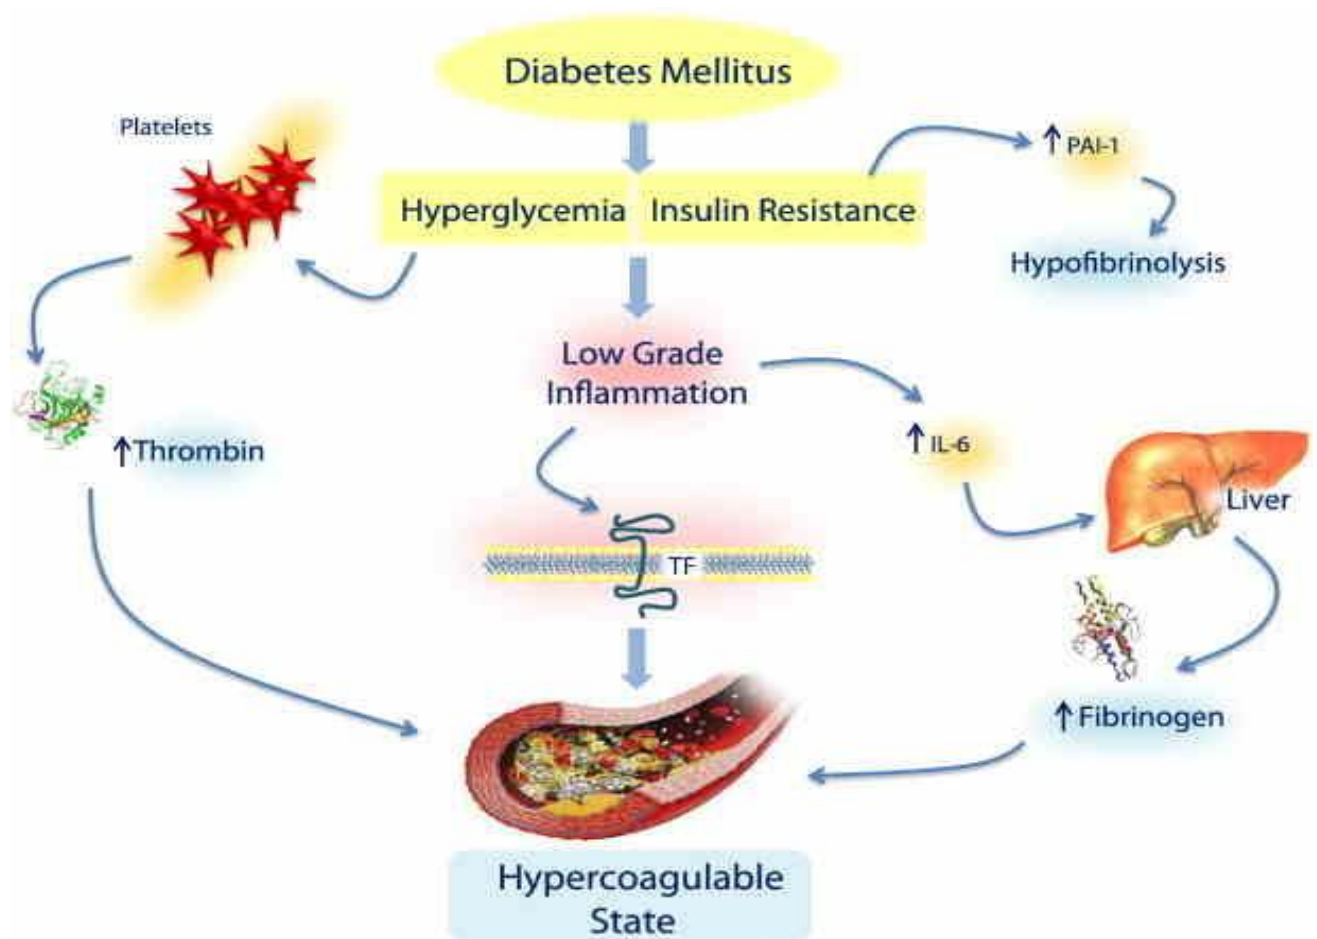 Diabetes Mellitus
Platelets
↑ PAI-1
Hyperglycemia
Insulin Resistance
Hypofibrinolysis
Low Grade
Inflammation
↑ IL-6
↑Thrombin
Liver
TF
↑ Fibrinogen
Hypercoagulable
State